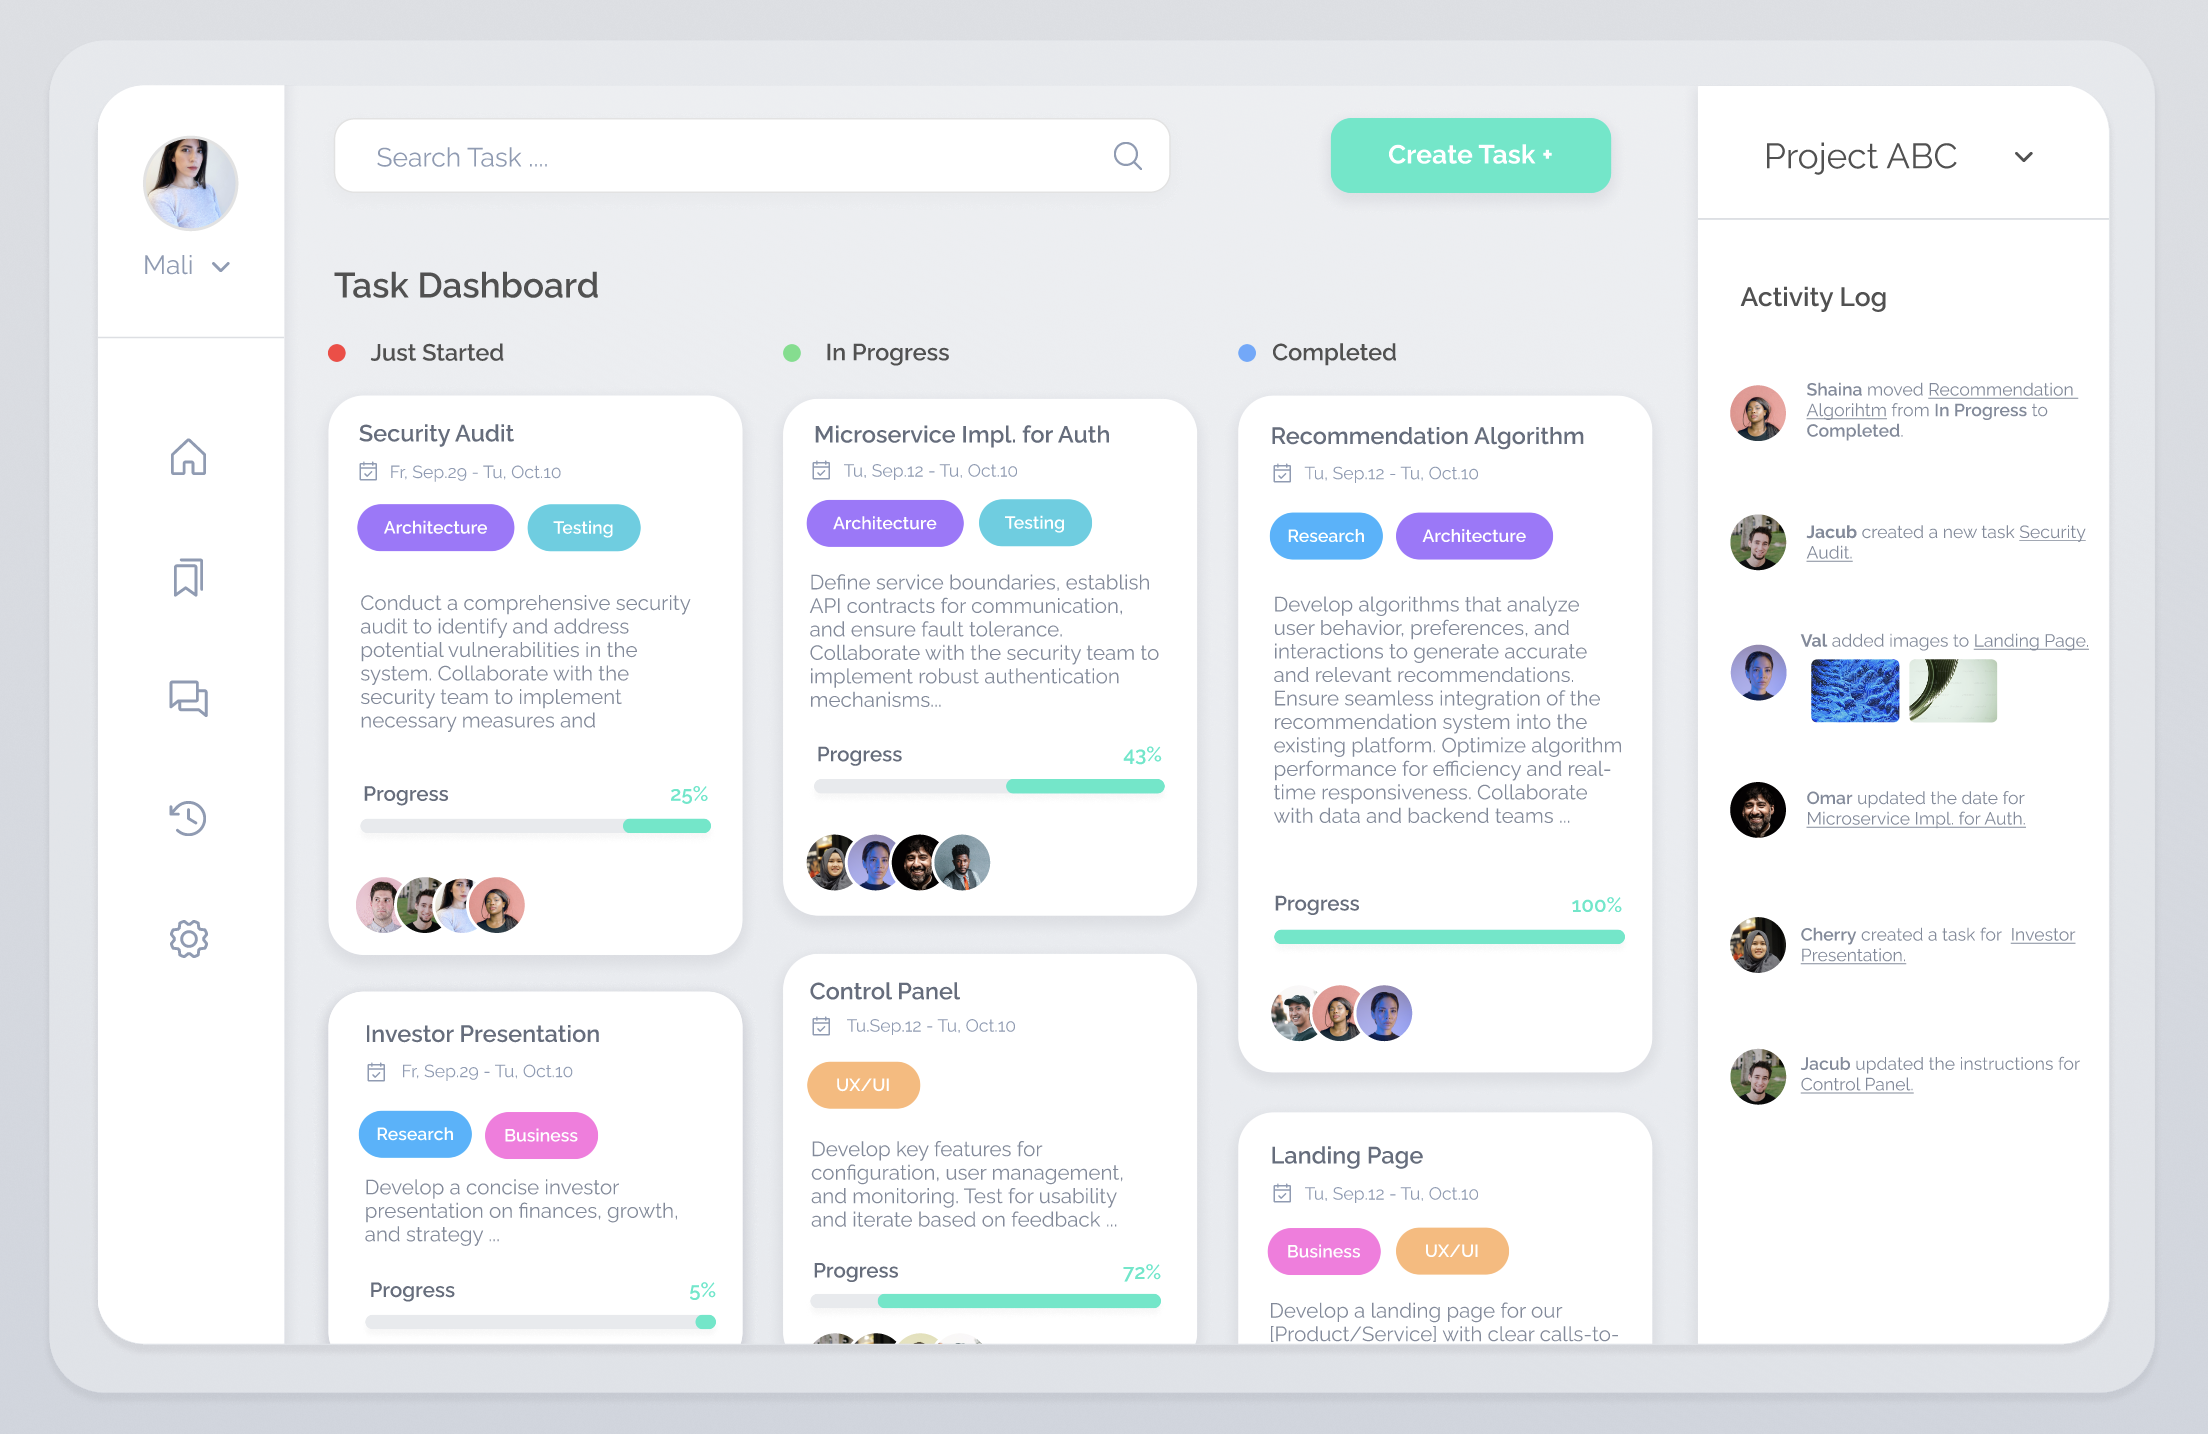 Mali
Search Task ....
Create Task +
Task Dashboard
Just Started
Security Audit
Fr, Sep.29 - Tu, Oct.10
Architecture
Testing
Conduct a comprehensive security
audit to identify and address
potential vulnerabilities in the
system. Collaborate with the
security team to implement
necessary measures and
Progress
25%
Investor Presentation
Fr, Sep.29 - Tu, Oct.10
Research
Business
Develop a concise investor
presentation on finances, growth,
and strategy ...
Progress
5%
In Progress
Microservice Impl. for Auth
Tu, Sep.12 - Tu, Oct.10
Architecture
Testing
Define service boundaries, establish
API contracts for communication,
and ensure fault tolerance.
Collaborate with the security team to
implement robust authentication
mechanisms...
Progress
43%
Control Panel
Tu.Sep.12 - Tu, Oct.10
UX/UI
Develop key features for
configuration, user management,
and monitoring. Test for usability
and iterate based on feedback ...
Progress
72%
Completed
Recommendation Algorithm
Tu, Sep.12 - Tu, Oct.10
Research
Architecture
Develop algorithms that analyze
user behavior, preferences, and
interactions to generate accurate
and relevant recommendations.
Ensure seamless integration of the
recommendation system into the
existing platform. Optimize algorithm
performance for efficiency and real-
time responsiveness. Collaborate
with data and backend teams ...
Progress
100%
Landing Page
Tu, Sep.12 - Tu, Oct.10
Business
UX/UI
Develop a landing page for our
[Product/Service] with clear calls-to-
Project ABC
Activity Log
Shaina moved Recommendation
Algorihtm from In Progress to
Completed.
Jacub created a new task Security
Audit.
Val added images to Landing Page.
Omar updated the date for
Microservice Impl. for Auth.
Cherry created a task for Investor
Presentation.
Jacub updated the instructions for
Control Panel.